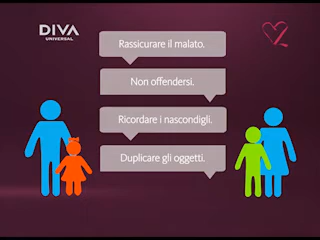 DIVA
UNIVERSAL
Rassicurare il malato.
Non offendersi.
Ricordare i nascondigli.
Duplicare gli oggetti.